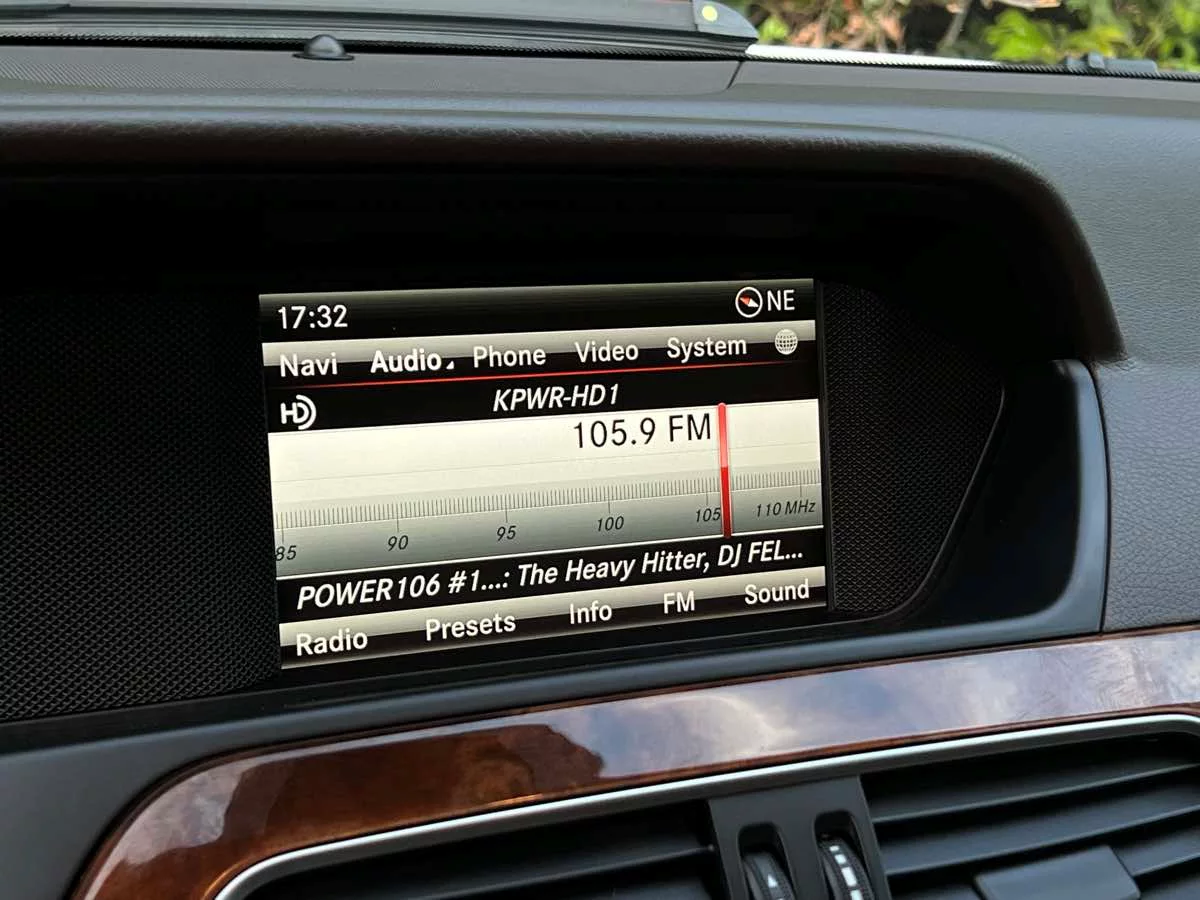 17:32 NE
Navi Audio Phone Video System
HD KPWR-HD1
105.9 FM
85 90 95 100 105 110 MHz
POWER106 #1...: The Heavy Hitter, DJ FEL...
Radio Presets Info FM Sound